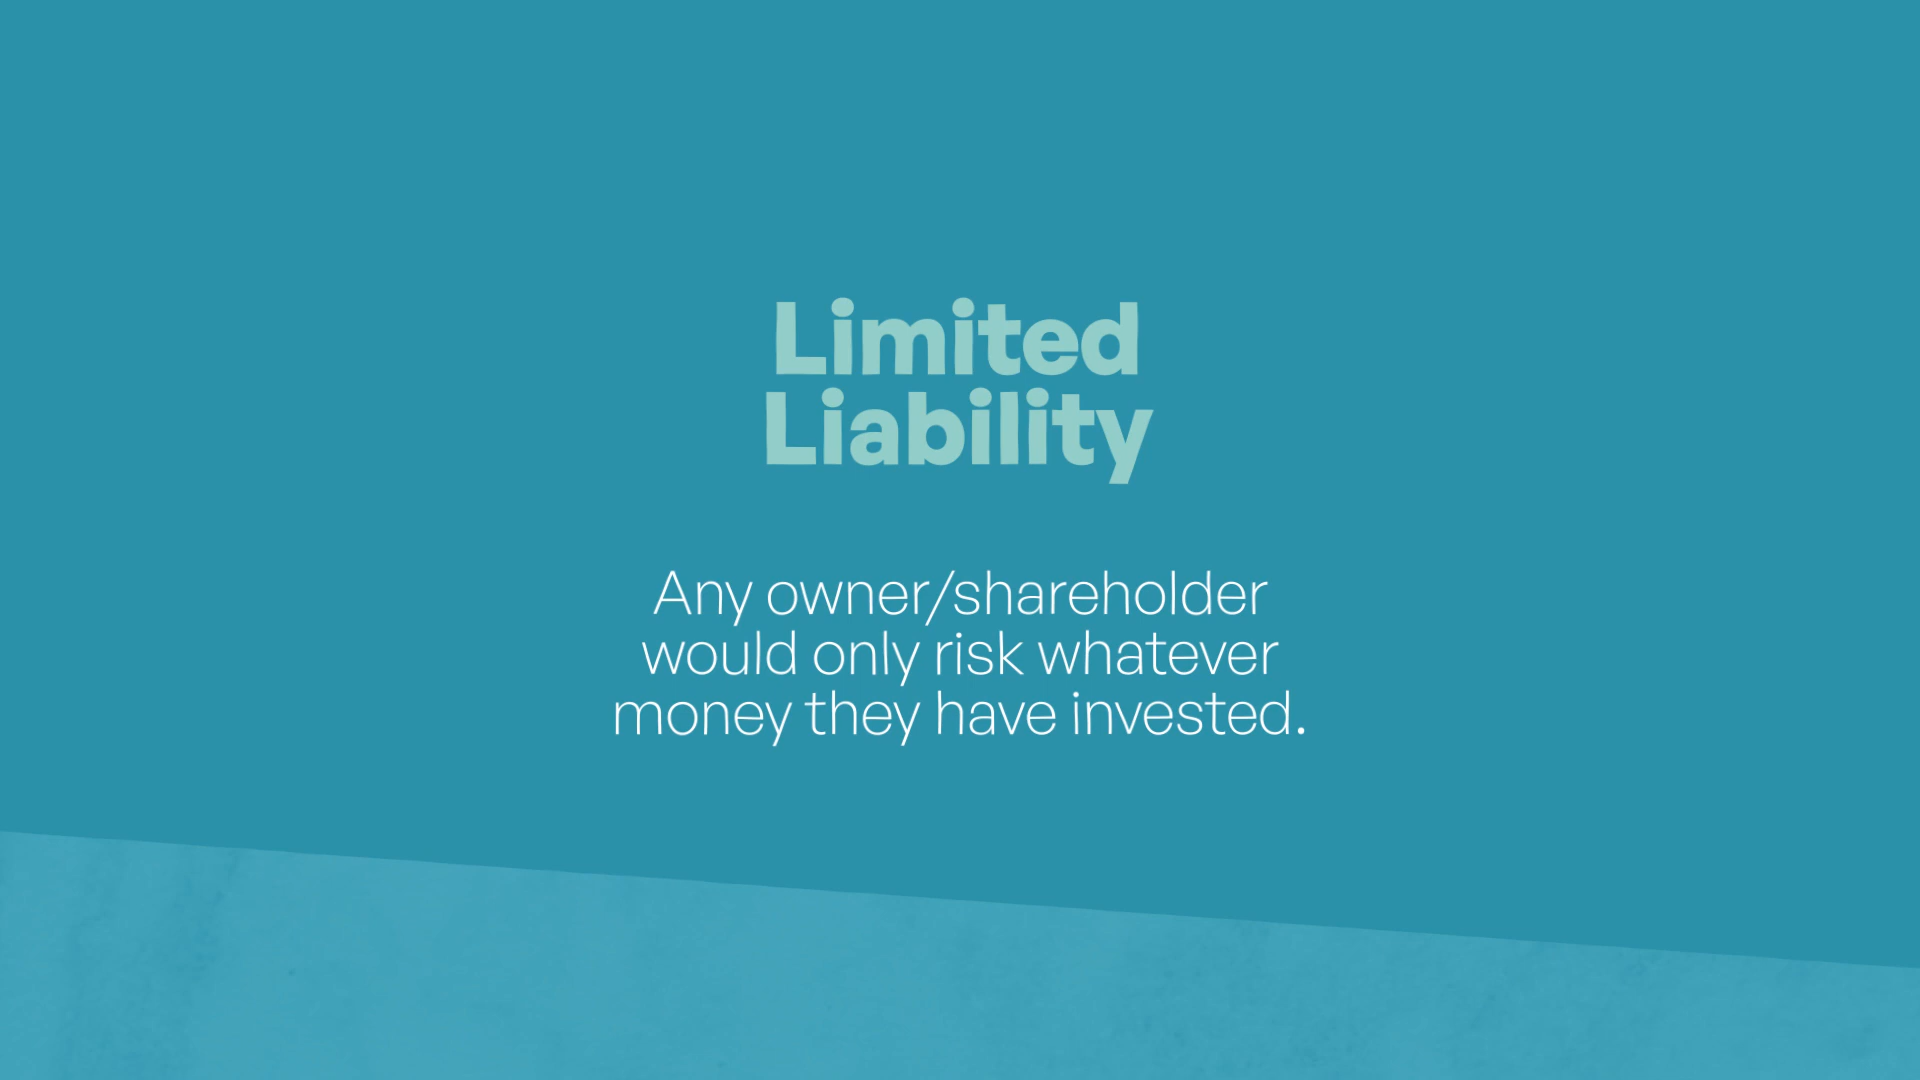 Limited
Liability
Any owner/shareholder
would only risk whatever
money they have invested.